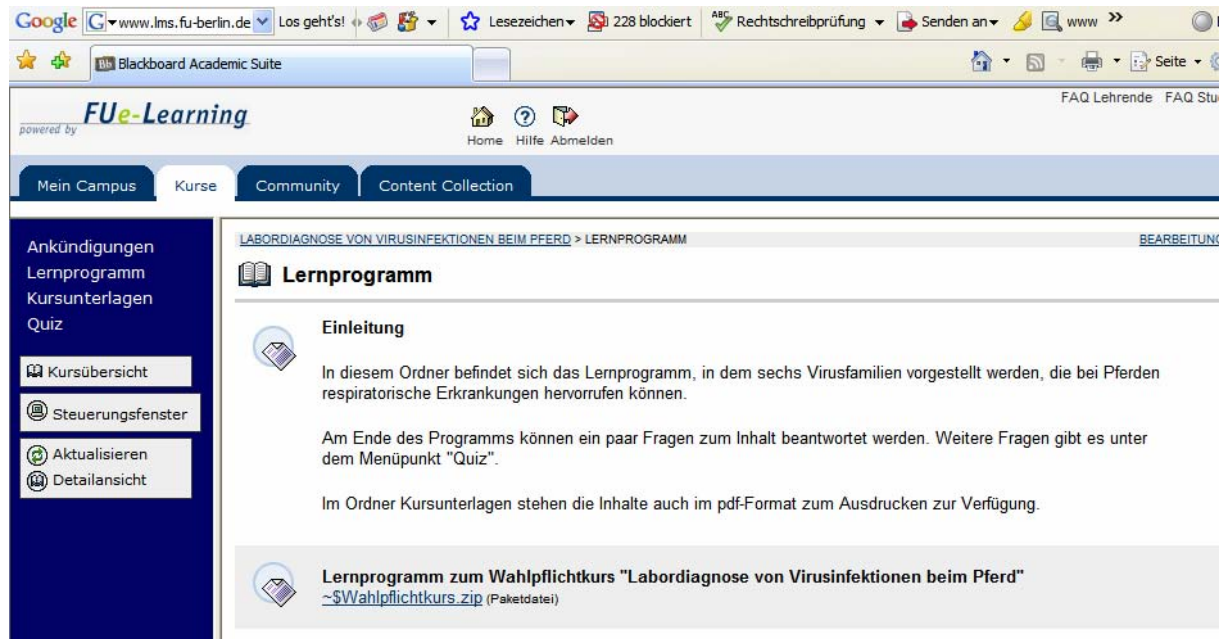 Google G www.lms.fu-berlin.de Los geht's! Lesezeichen 228 blockiert ABC Rechtschreibprüfung Senden an www »
Bb Blackboard Academic Suite Seite
FAQ Lehrende FAQ Stu
powered by FUe-Learning
Home Hilfe Abmelden
Mein Campus Kurse Community Content Collection
Ankündigungen
Lernprogramm
Kursunterlagen
Quiz
Kursübersicht
Steuerungsfenster
Aktualisieren
Detailansicht
LABORDIAGNOSE VON VIRUSINFEKTIONEN BEIM PFERD > LERNPROGRAMM BEARBEITUNG
Lernprogramm
Einleitung
In diesem Ordner befindet sich das Lernprogramm, in dem sechs Virusfamilien vorgestellt werden, die bei Pferden
respiratorische Erkrankungen hervorrufen können.
Am Ende des Programms können ein paar Fragen zum Inhalt beantwortet werden. Weitere Fragen gibt es unter
dem Menüpunkt "Quiz".
Im Ordner Kursunterlagen stehen die Inhalte auch im pdf-Format zum Ausdrucken zur Verfügung.
Lernprogramm zum Wahlpflichtkurs "Labordiagnose von Virusinfektionen beim Pferd"
~$Wahlpflichtkurs.zip (Paketdatei)